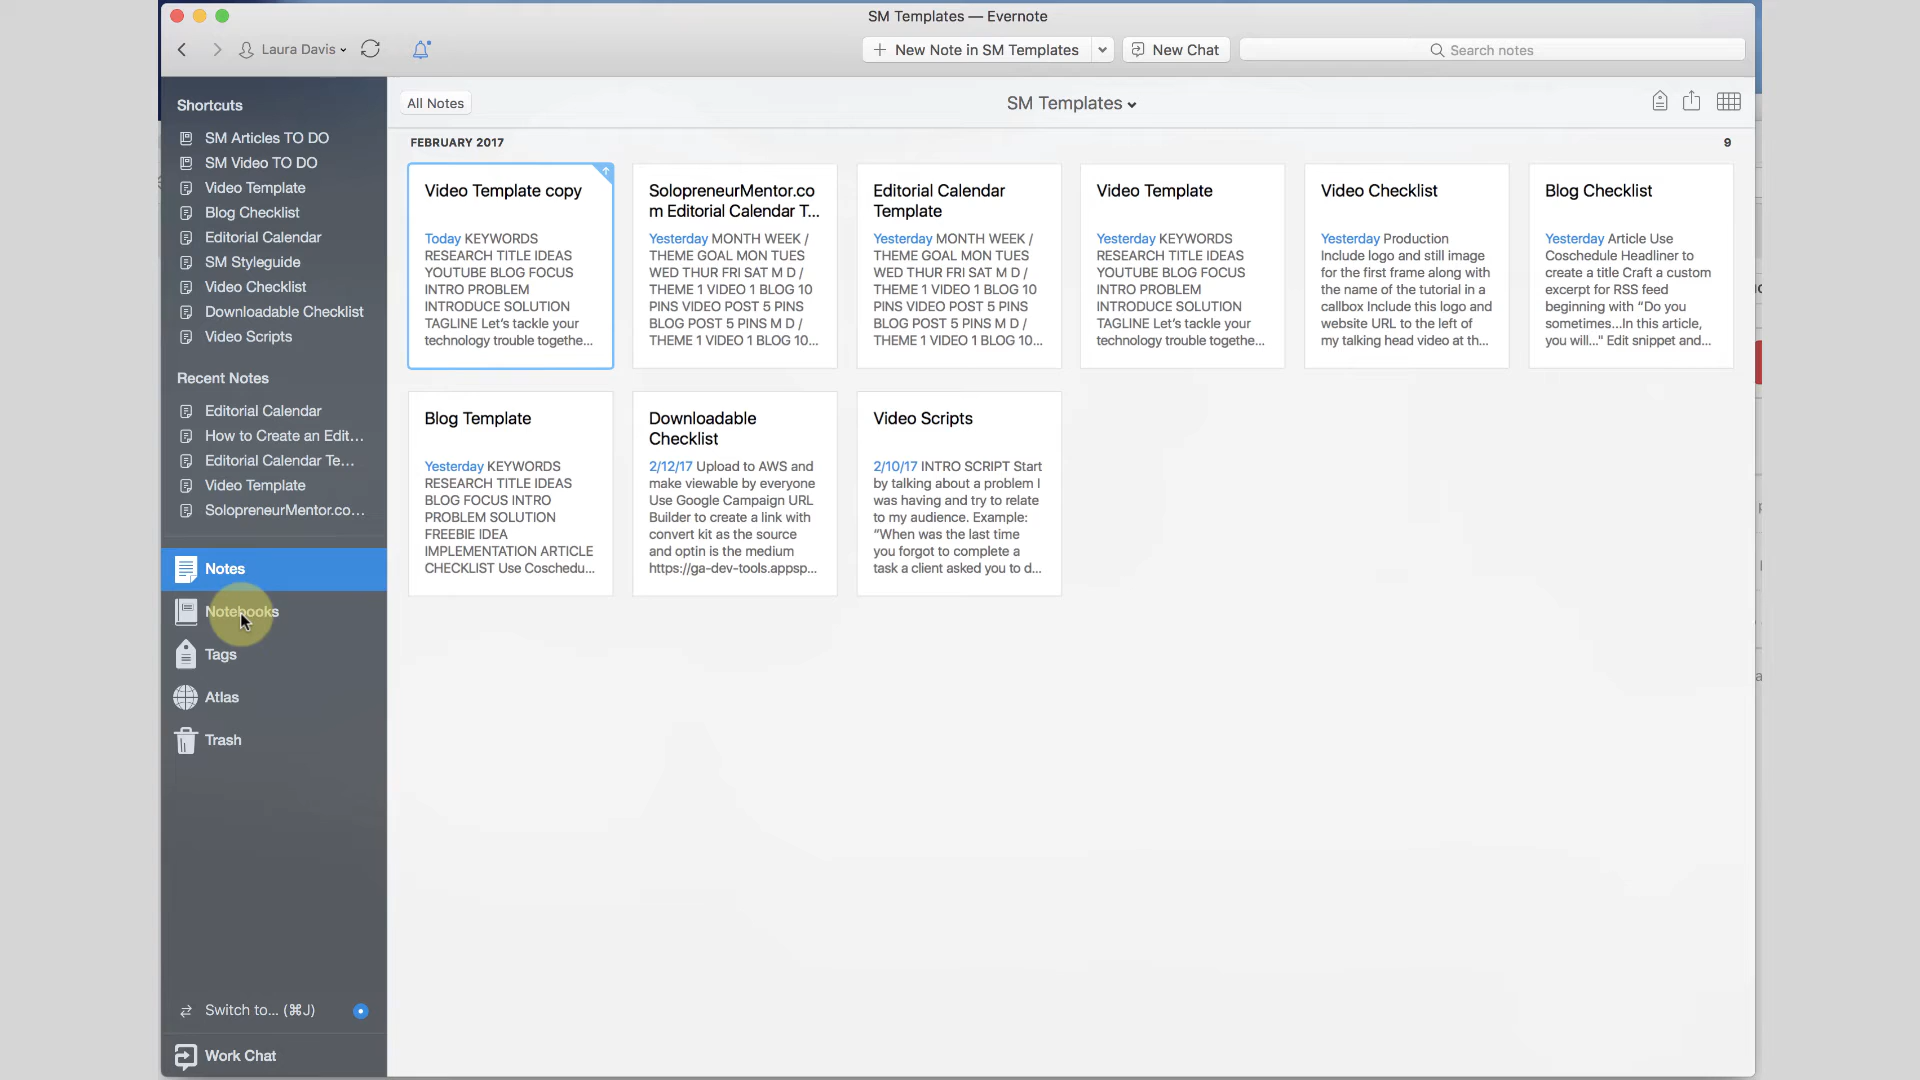 SM Templates — Evernote
Laura Davis
New Note in SM Templates
New Chat
Search notes
Shortcuts
SM Articles TO DO
SM Video TO DO
Video Template
Blog Checklist
Editorial Calendar
SM Styleguide
Video Checklist
Downloadable Checklist
Video Scripts
Recent Notes
Editorial Calendar
How to Create an Edit...
Editorial Calendar Te...
Video Template
SolopreneurMentor.co...
Notes
Notebooks
Tags
Atlas
Trash
Switch to... (⌘J)
Work Chat
All Notes
SM Templates
FEBRUARY 2017
9
Video Template copy
Today KEYWORDS
RESEARCH TITLE IDEAS
YOUTUBE BLOG FOCUS
INTRO PROBLEM
INTRODUCE SOLUTION
TAGLINE Let's tackle your
technology trouble togethe...
SolopreneurMentor.co
m Editorial Calendar T...
Yesterday MONTH WEEK /
THEME GOAL MON TUES
WED THUR FRI SAT M D /
THEME 1 VIDEO 1 BLOG 10
PINS VIDEO POST 5 PINS
BLOG POST 5 PINS M D /
THEME 1 VIDEO 1 BLOG 10...
Editorial Calendar
Template
Yesterday MONTH WEEK /
THEME GOAL MON TUES
WED THUR FRI SAT M D /
THEME 1 VIDEO 1 BLOG 10
PINS VIDEO POST 5 PINS
BLOG POST 5 PINS M D /
THEME 1 VIDEO 1 BLOG 10...
Video Template
Yesterday KEYWORDS
RESEARCH TITLE IDEAS
YOUTUBE BLOG FOCUS
INTRO PROBLEM
INTRODUCE SOLUTION
TAGLINE Let's tackle your
technology trouble togethe...
Video Checklist
Yesterday Production
Include logo and still image
for the first frame along with
the name of the tutorial in a
callbox Include this logo and
website URL to the left of
my talking head video at th...
Blog Checklist
Yesterday Article Use
Coschedule Headliner to
create a title Craft a custom
excerpt for RSS feed
beginning with “Do you
sometimes...In this article,
you will..." Edit snippet and...
Blog Template
Yesterday KEYWORDS
RESEARCH TITLE IDEAS
BLOG FOCUS INTRO
PROBLEM SOLUTION
FREEBIE IDEA
IMPLEMENTATION ARTICLE
CHECKLIST Use Coschedu...
Downloadable
Checklist
2/12/17 Upload to AWS and
make viewable by everyone
Use Google Campaign URL
Builder to create a link with
convert kit as the source
and optin is the medium
https://ga-dev-tools.appsp...
Video Scripts
2/10/17 INTRO SCRIPT Start
by talking about a problem I
was having and try to relate
to my audience. Example:
“When was the last time
you forgot to complete a
task a client asked you to d...